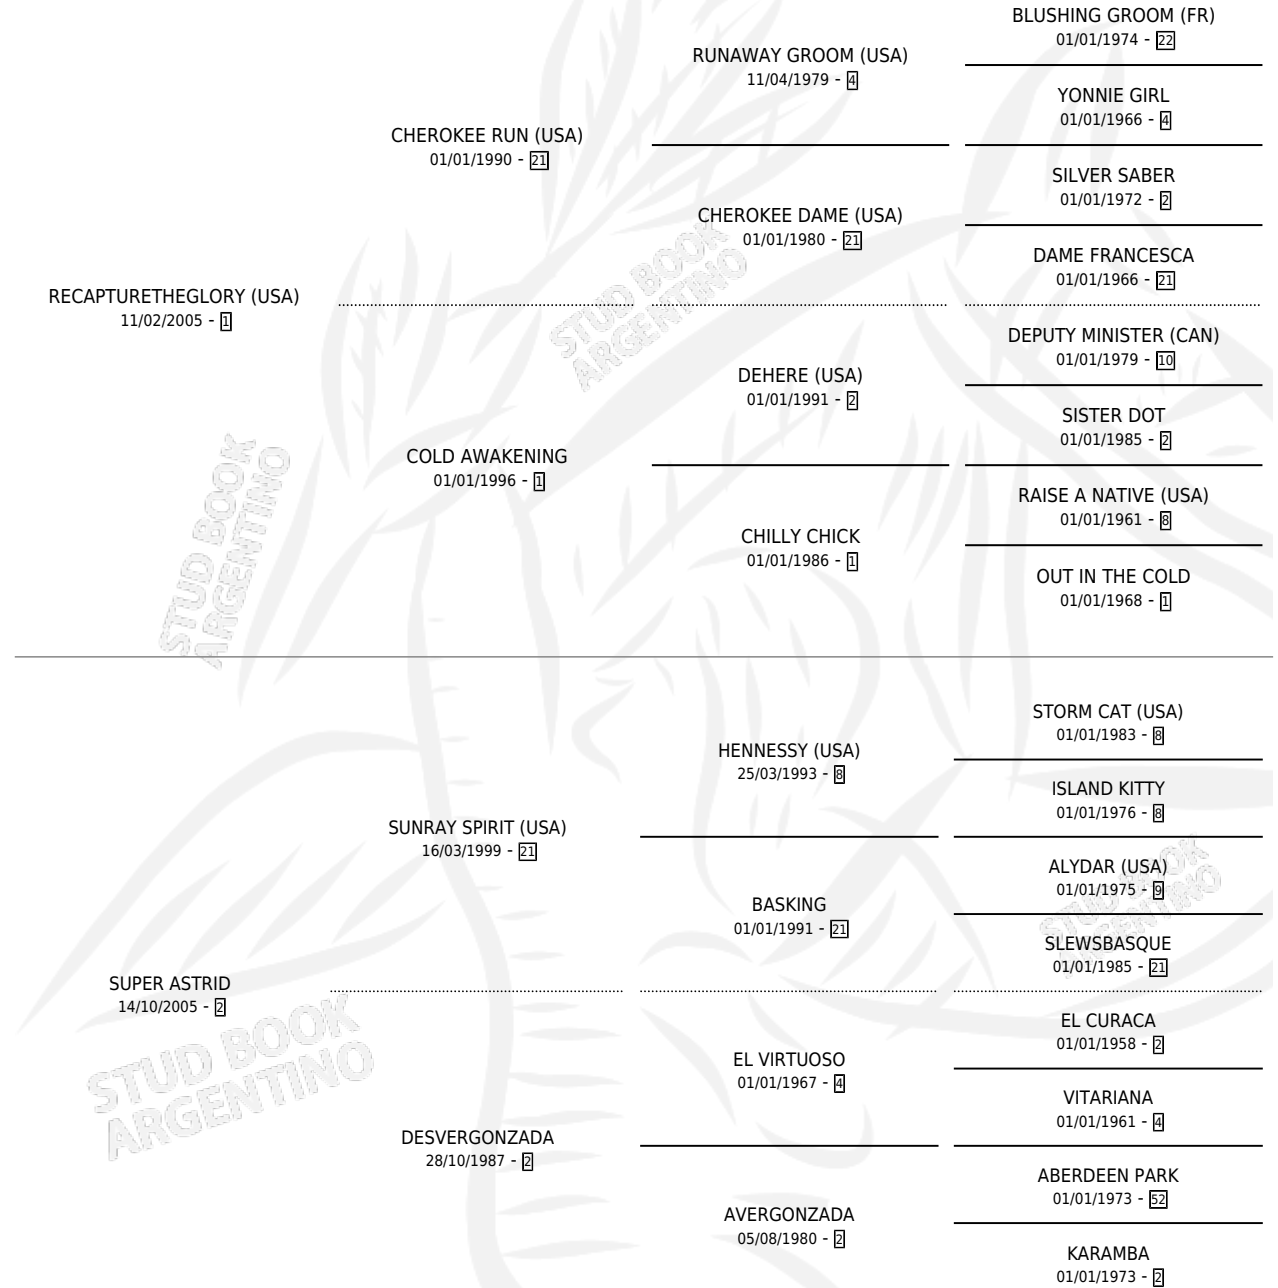 BLUSHING GROOM (FR)
01/01/1974 - 22
RUNAWAY GROOM (USA)
11/04/1979 - 4
YONNIE GIRL
01/01/1966 - 4
CHEROKEE RUN (USA)
01/01/1990 - 21
SILVER SABER
01/01/1972 - 2
CHEROKEE DAME (USA)
01/01/1980 - 21
DAME FRANCESCA
01/01/1966 - 21
RECAPTURETHEGLORY (USA)
11/02/2005 - 1
STUD BOOK
ARGENTINO
DEPUTY MINISTER (CAN)
01/01/1979 - 10
DEHERE (USA)
01/01/1991 - 2
SISTER DOT
01/01/1985 - 2
COLD AWAKENING
01/01/1996 - 1
RAISE A NATIVE (USA)
01/01/1961 - 8
CHILLY CHICK
01/01/1986 - 1
OUT IN THE COLD
01/01/1968 - 1
STUD BOOK
ARGENTINO
STORM CAT (USA)
01/01/1983 - 8
HENNESSY (USA)
25/03/1993 - 8
ISLAND KITTY
01/01/1976 - 8
SUNRAY SPIRIT (USA)
16/03/1999 - 21
ALYDAR (USA)
01/01/1975 - 9
BASKING
01/01/1991 - 21
STUD BOOK
ARGENTINO
SLEWSBASQUE
01/01/1985 - 21
SUPER ASTRID
14/10/2005 - 2
EL CURACA
01/01/1958 - 2
EL VIRTUOSO
01/01/1967 - 4
STUD BOOK
ARGENTINO
VITARIANA
01/01/1961 - 4
DESVERGONZADA
28/10/1987 - 2
ABERDEEN PARK
01/01/1973 - 52
AVERGONZADA
05/08/1980 - 2
KARAMBA
01/01/1973 - 2